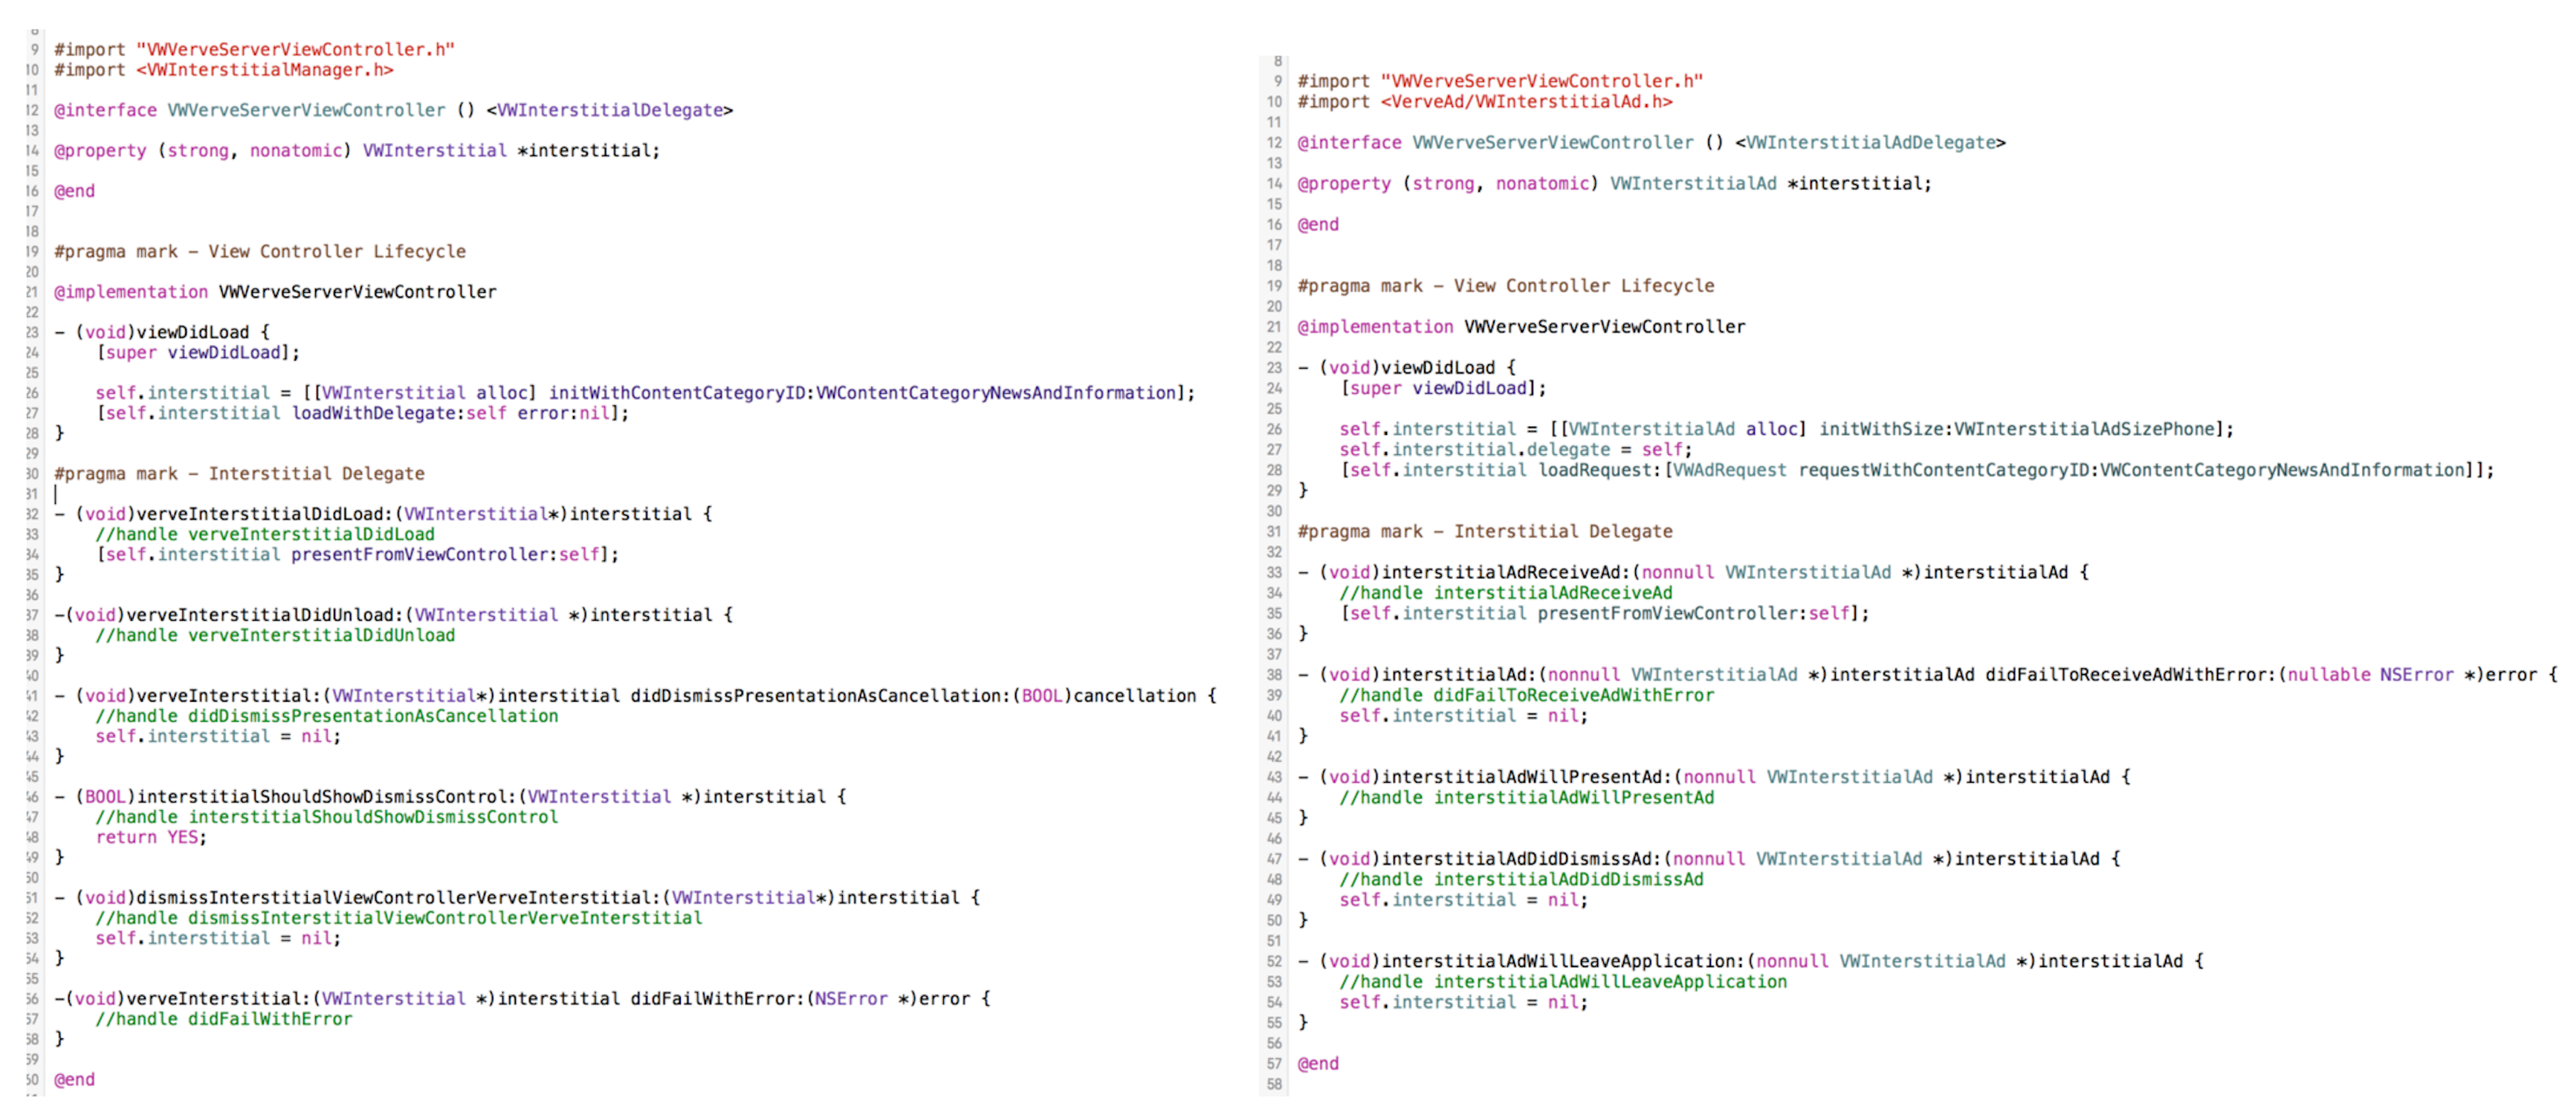 9 #import "VWVerveServerViewController.h"
10 #import <VWInterstitialManager.h>
11
12 @interface VWVerveServerViewController () <VWInterstitialDelegate>
13
14 @property (strong, nonatomic) VWInterstitial *interstitial;
15
16 @end
17
18
19 #pragma mark – View Controller Lifecycle
20
21 @implementation VWVerveServerViewController
22
23 – (void)viewDidLoad {
24 [super viewDidLoad];
25
26 self.interstitial = [[VWInterstitial alloc] initWithContentCategoryID:VWContentCategoryNewsAndInformation];
27 [self.interstitial loadWithDelegate:self error:nil];
28 }
29
30 #pragma mark – Interstitial Delegate
31
32 – (void)verveInterstitialDidLoad:(VWInterstitial*)interstitial {
33 //handle verveInterstitialDidLoad
34 [self.interstitial presentFromViewController:self];
35 }
36
37 –(void)verveInterstitialDidUnload:(VWInterstitial *)interstitial {
38 //handle verveInterstitialDidUnload
39 }
40
41 – (void)verveInterstitial:(VWInterstitial*)interstitial didDismissPresentationAsCancellation:(BOOL)cancellation {
42 //handle didDismissPresentationAsCancellation
43 self.interstitial = nil;
44 }
45
46 – (BOOL)interstitialShouldShowDismissControl:(VWInterstitial *)interstitial {
47 //handle interstitialShouldShowDismissControl
48 return YES;
49 }
50
51 – (void)dismissInterstitialViewControllerVerveInterstitial:(VWInterstitial*)interstitial {
52 //handle dismissInterstitialViewControllerVerveInterstitial
53 self.interstitial = nil;
54 }
55
56 –(void)verveInterstitial:(VWInterstitial *)interstitial didFailWithError:(NSError *)error {
57 //handle didFailWithError
58 }
59
60 @end
8
9 #import "VWVerveServerViewController.h"
10 #import <VerveAd/VWInterstitialAd.h>
11
12 @interface VWVerveServerViewController () <VWInterstitialAdDelegate>
13
14 @property (strong, nonatomic) VWInterstitialAd *interstitial;
15
16 @end
17
18
19 #pragma mark – View Controller Lifecycle
20
21 @implementation VWVerveServerViewController
22
23 – (void)viewDidLoad {
24 [super viewDidLoad];
25
26 self.interstitial = [[VWInterstitialAd alloc] initWithSize:VWInterstitialAdSizePhone];
27 self.interstitial.delegate = self;
28 [self.interstitial loadRequest:[VWAdRequest requestWithContentCategoryID:VWContentCategoryNewsAndInformation]];
29 }
30
31 #pragma mark – Interstitial Delegate
32
33 – (void)interstitialAdReceiveAd:(nonnull VWInterstitialAd *)interstitialAd {
34 //handle interstitialAdReceiveAd
35 [self.interstitial presentFromViewController:self];
36 }
37
38 – (void)interstitialAd:(nonnull VWInterstitialAd *)interstitialAd didFailToReceiveAdWithError:(nullable NSError *)error {
39 //handle didFailToReceiveAdWithError
40 self.interstitial = nil;
41 }
42
43 – (void)interstitialAdWillPresentAd:(nonnull VWInterstitialAd *)interstitialAd {
44 //handle interstitialAdWillPresentAd
45 }
46
47 – (void)interstitialAdDidDismissAd:(nonnull VWInterstitialAd *)interstitialAd {
48 //handle interstitialAdDidDismissAd
49 self.interstitial = nil;
50 }
51
52 – (void)interstitialAdWillLeaveApplication:(nonnull VWInterstitialAd *)interstitialAd {
53 //handle interstitialAdWillLeaveApplication
54 self.interstitial = nil;
55 }
56
57 @end
58